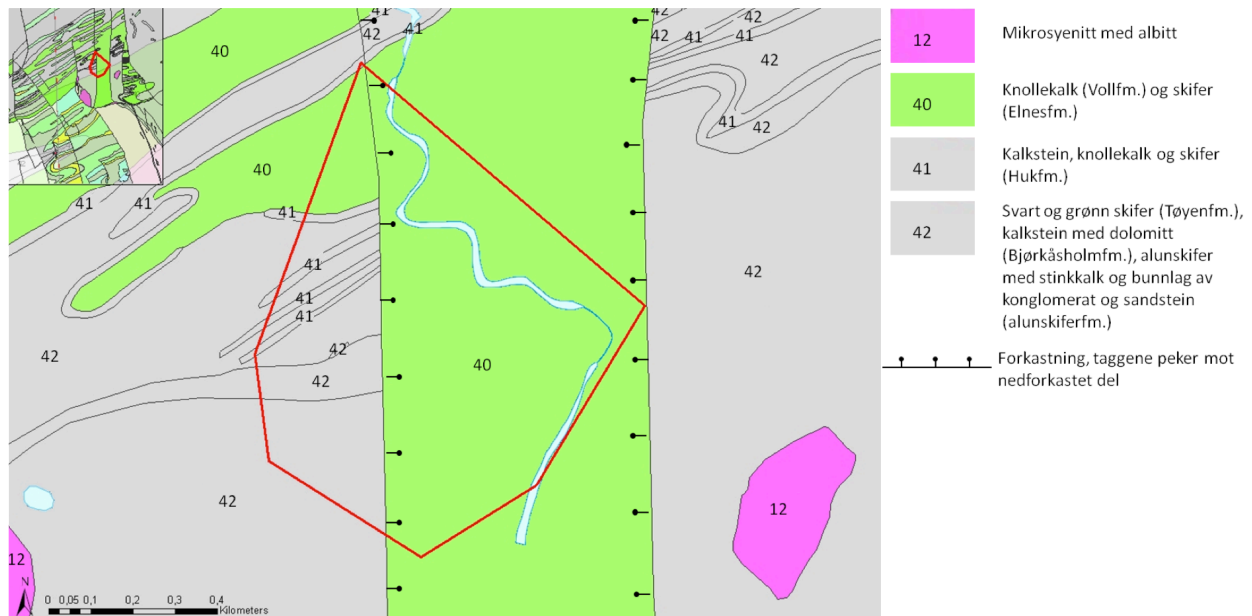 41
42
41
40
42
41
42
42
41
41
42
12
Mikrosyenitt med albitt
40
Knollekalk (Vollfm.) og skifer
(Elnesfm.)
41
Kalkstein, knollekalk og skifer
(Hukfm.)
42
Svart og grønn skifer (Tøyenfm.),
kalkstein med dolomitt
(Bjørkåsholmfm.), alunskifer
med stinkkalk og bunnlag av
konglomerat og sandstein
(alunskiferfm.)
Forkastning, taggene peker mot
nedforkastet del
40
41
41
41
41
41
41
42
42
42
40
42
42
12
12
N
0 0,05 0,1 0,2 0,3 0,4
Kilometers